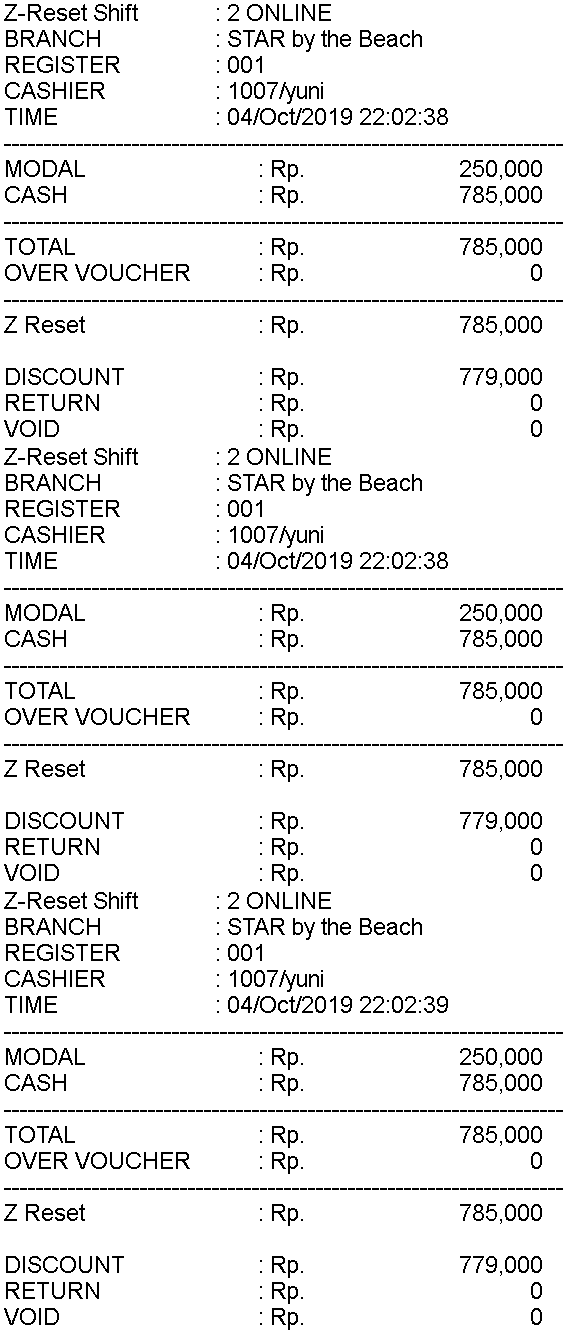 Z-Reset Shift : 2 ONLINE
BRANCH : STAR by the Beach
REGISTER : 001
CASHIER : 1007/yuni
TIME : 04/Oct/2019 22:02:38
--------------------------------------------------------------------------------
MODAL : Rp. 250,000
CASH : Rp. 785,000
--------------------------------------------------------------------------------
TOTAL : Rp. 785,000
OVER VOUCHER : Rp. 0
--------------------------------------------------------------------------------
Z Reset : Rp. 785,000
DISCOUNT : Rp. 779,000
RETURN : Rp. 0
VOID : Rp. 0
Z-Reset Shift : 2 ONLINE
BRANCH : STAR by the Beach
REGISTER : 001
CASHIER : 1007/yuni
TIME : 04/Oct/2019 22:02:38
--------------------------------------------------------------------------------
MODAL : Rp. 250,000
CASH : Rp. 785,000
--------------------------------------------------------------------------------
TOTAL : Rp. 785,000
OVER VOUCHER : Rp. 0
--------------------------------------------------------------------------------
Z Reset : Rp. 785,000
DISCOUNT : Rp. 779,000
RETURN : Rp. 0
VOID : Rp. 0
Z-Reset Shift : 2 ONLINE
BRANCH : STAR by the Beach
REGISTER : 001
CASHIER : 1007/yuni
TIME : 04/Oct/2019 22:02:39
--------------------------------------------------------------------------------
MODAL : Rp. 250,000
CASH : Rp. 785,000
--------------------------------------------------------------------------------
TOTAL : Rp. 785,000
OVER VOUCHER : Rp. 0
--------------------------------------------------------------------------------
Z Reset : Rp. 785,000
DISCOUNT : Rp. 779,000
RETURN : Rp. 0
VOID : Rp. 0